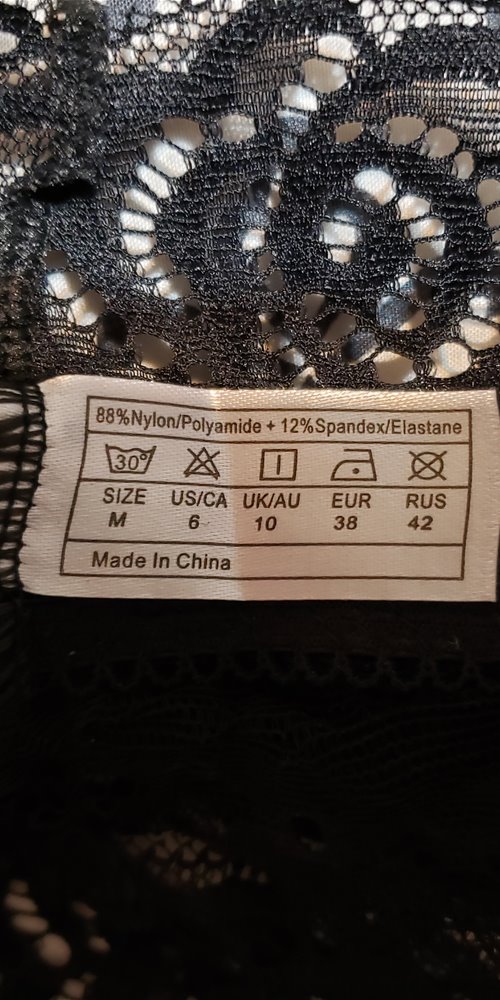 88%Nylon/Polyamide + 12%Spandex/Elastane
30°
SIZE US/CA UK/AU EUR RUS
M 6 10 38 42
Made In China